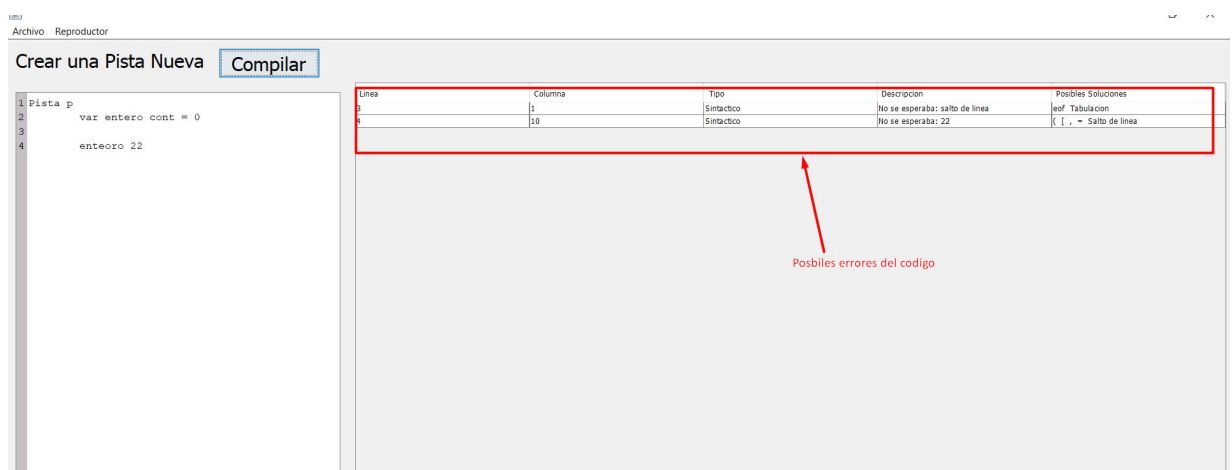 Archivo Reproductor
Crear una Pista Nueva Compilar
1 Pista p
2 var entero cont = 0
3
4 enteoro 22
Linea Columna Tipo Descripcion Posibles Soluciones
3 1 Sintactico No se esperaba: salto de linea eof Tabulacion
4 10 Sintactico No se esperaba: 22 ( [ , = Salto de linea
Posbiles errores del codigo